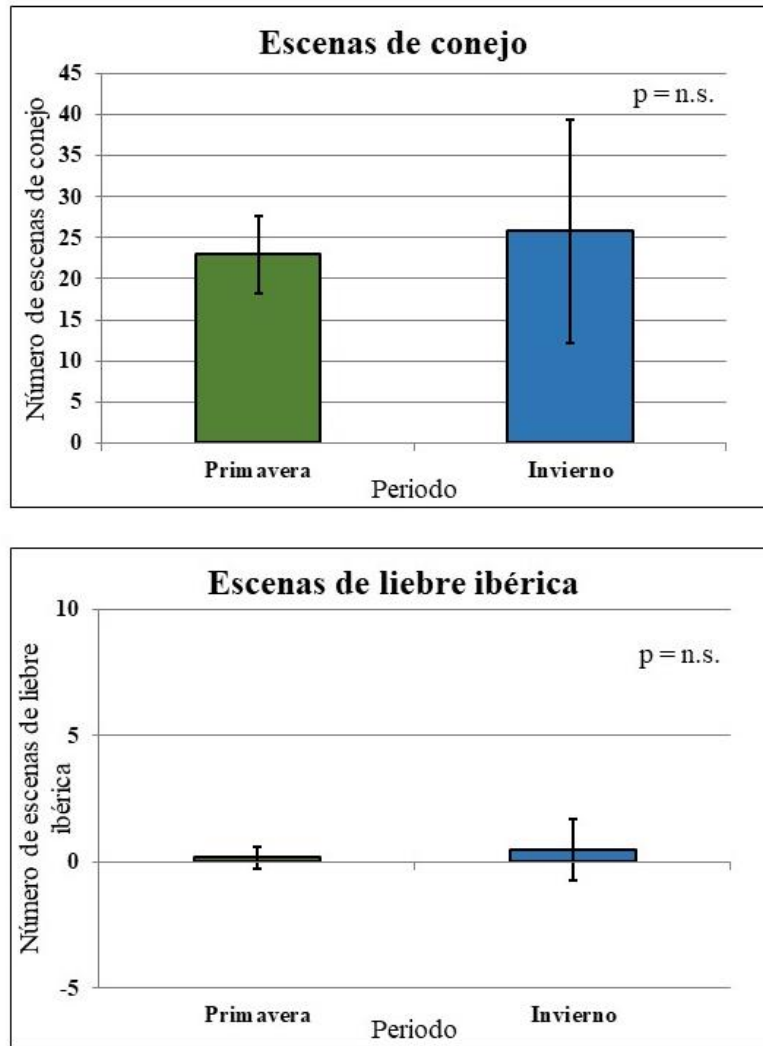 Escenas de conejo
p = n.s.
Número de escenas de conejo
45
40
35
30
25
20
15
10
5
0
Primavera
Invierno
Periodo
Escenas de liebre ibérica
p = n.s.
Número de escenas de liebre
ibérica
10
5
0
-5
Primavera
Invierno
Periodo